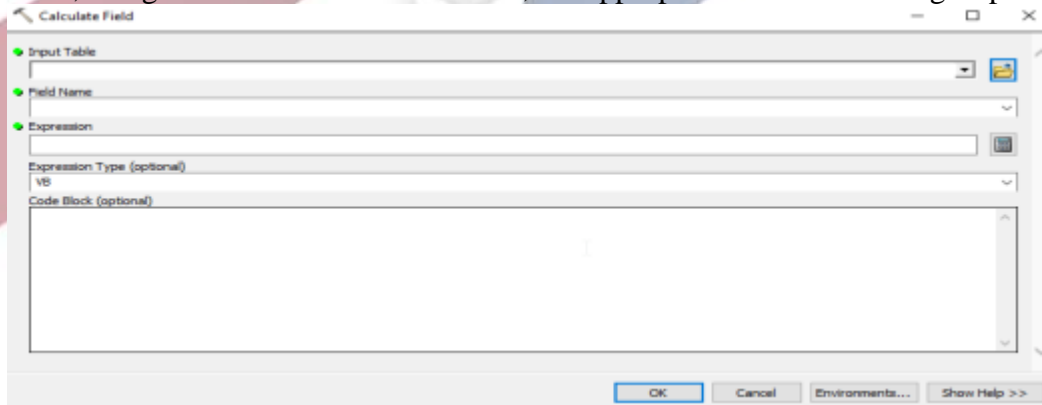 Calculate Field
Input Table
Field Name
Expression
Expression Type (optional)
VB
Code Block (optional)
OK Cancel Environments... Show Help >>